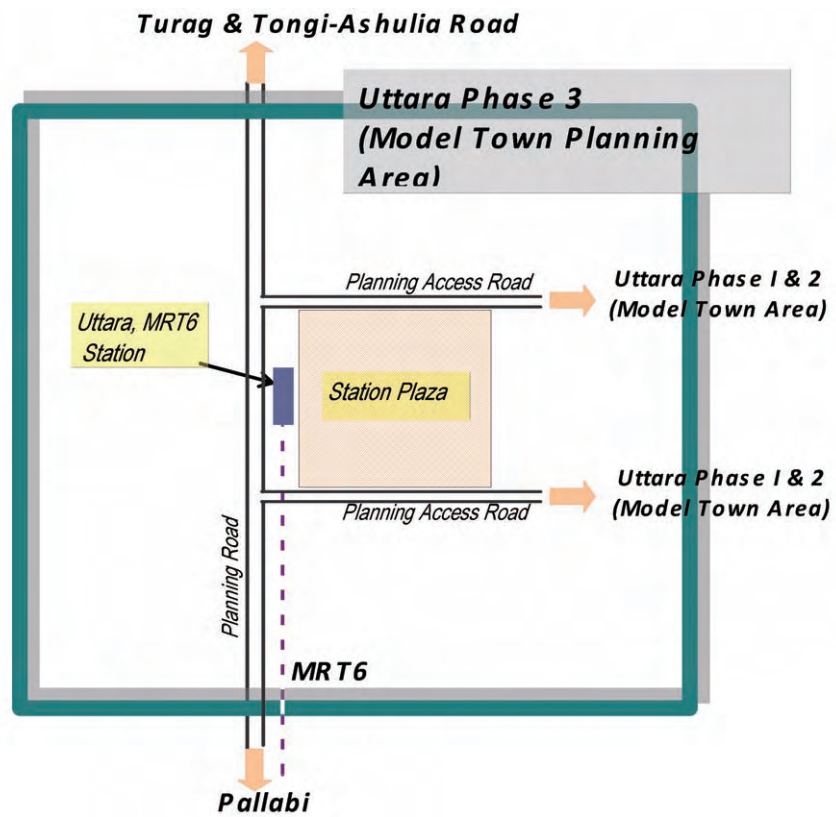 Turag & Tongi-Ashulia Road
Uttara Phase 3
(Model Town Planning
Area)
Planning Access Road
Uttara Phase I & 2
(Model Town Area)
Uttara, MRT6
Station
Station Plaza
Uttara Phase I & 2
(Model Town Area)
Planning Access Road
Planning Road
MRT6
Pallabi